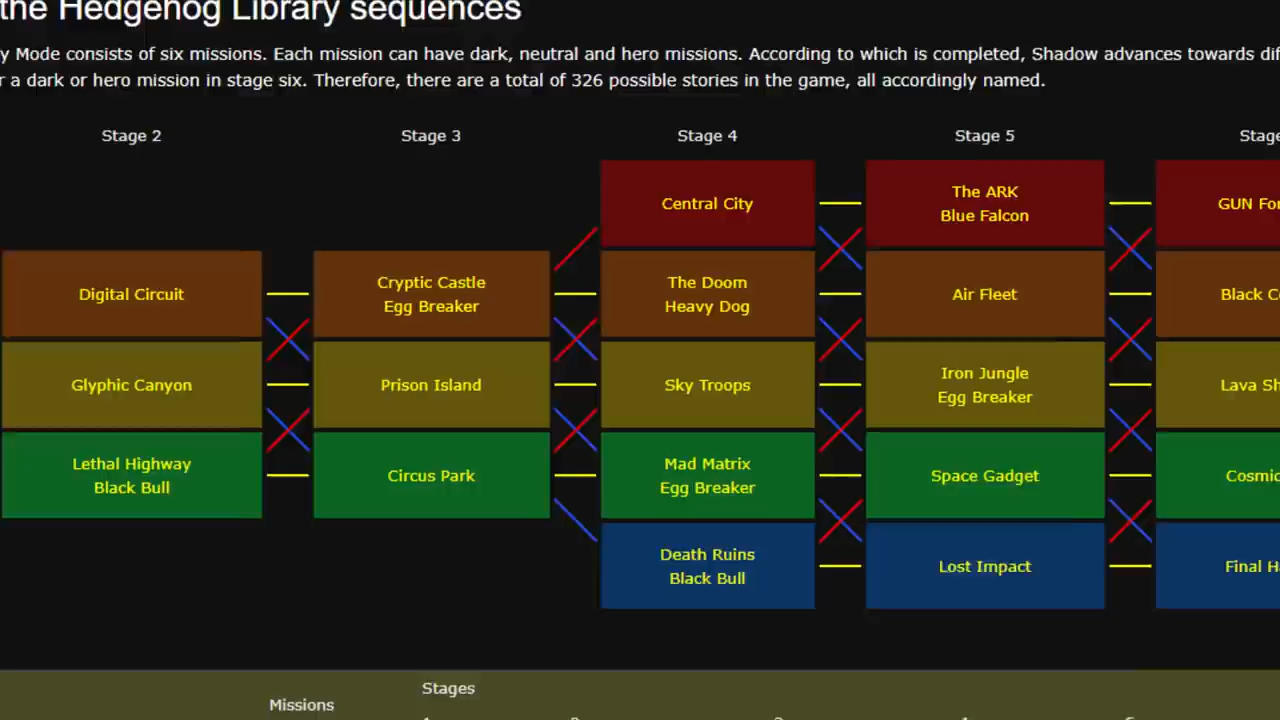 the Hedgehog Library sequences
y Mode consists of six missions. Each mission can have dark, neutral and hero missions. According to which is completed, Shadow advances towards dif
r a dark or hero mission in stage six. Therefore, there are a total of 326 possible stories in the game, all accordingly named.
Stage 2
Stage 3
Stage 4
Stage 5
Stage
Central City
The ARK
Blue Falcon
GUN For
Digital Circuit
Cryptic Castle
Egg Breaker
The Doom
Heavy Dog
Air Fleet
Black Co
Glyphic Canyon
Prison Island
Sky Troops
Iron Jungle
Egg Breaker
Lava Sh
Lethal Highway
Black Bull
Circus Park
Mad Matrix
Egg Breaker
Space Gadget
Cosmic
Death Ruins
Black Bull
Lost Impact
Final H
Stages
Missions